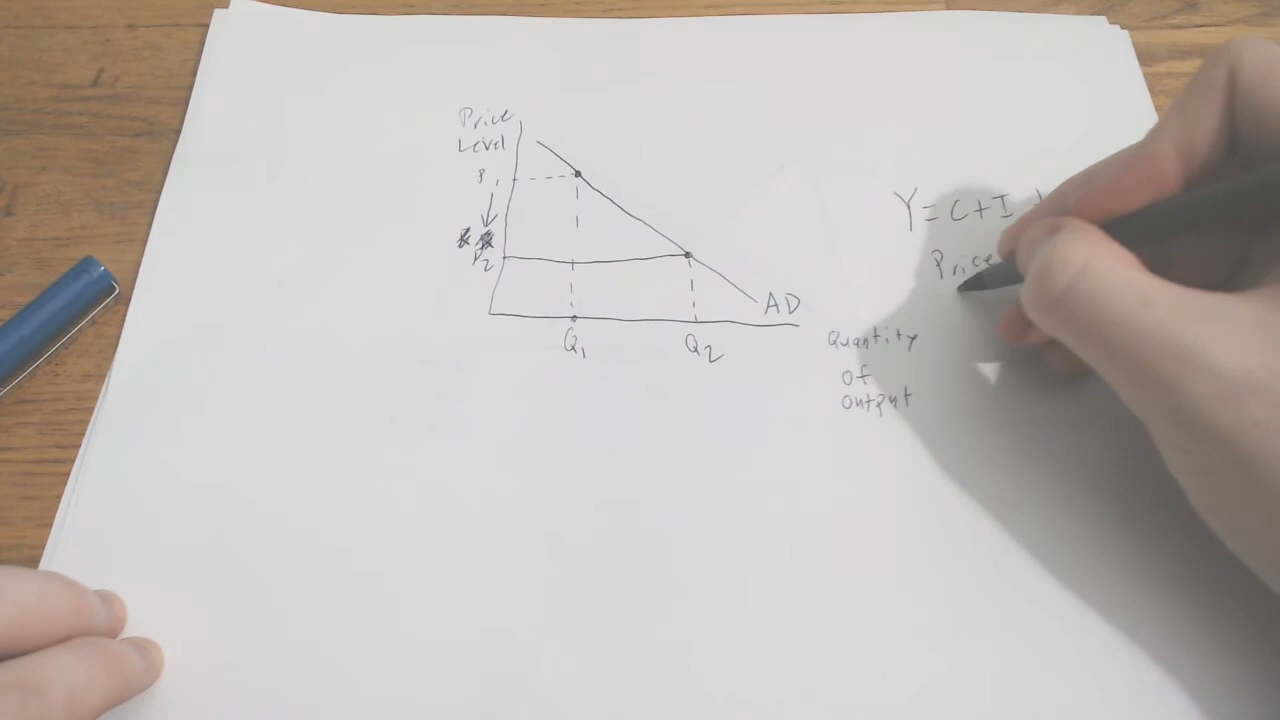 Price
Level
P1
P2
AD
Q1
Q2
Quantity
of
output
Y = C + I +
Price